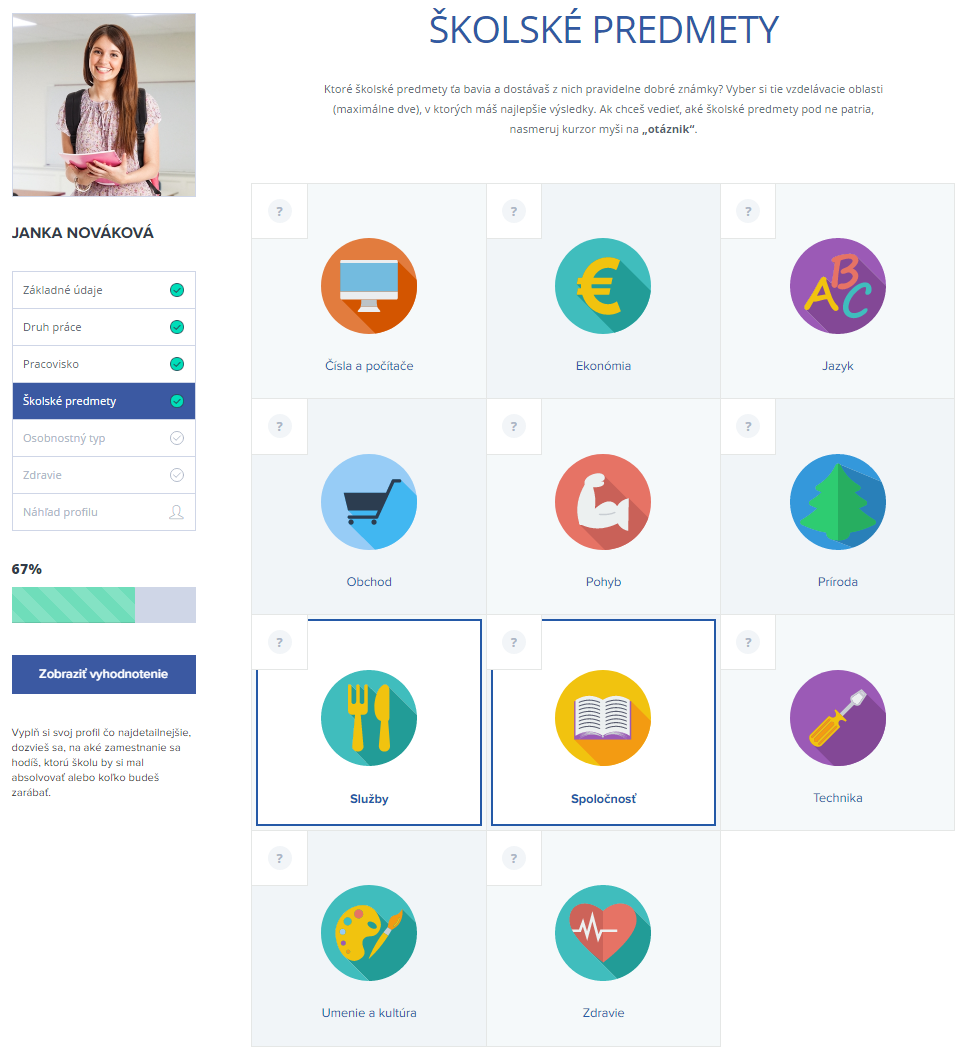 ŠKOLSKÉ PREDMETY
Ktoré školské predmety ťa bavia a dostávaš z nich pravidelne dobré známky? Vyber si tie vzdelávacie oblasti
(maximálne dve), v ktorých máš najlepšie výsledky. Ak chceš vedieť, aké školské predmety pod ne patria,
nasmeruj kurzor myši na „otáznik“.
JANKA NOVÁKOVÁ
Základné údaje
Druh práce
Pracovisko
Školské predmety
Osobnostný typ
Zdravie
Náhľad profilu
67%
Zobraziť vyhodnotenie
Vyplň si svoj profil čo najdetailnejšie,
dozvieš sa, na aké zamestnanie sa
hodíš, ktorú školu by si mal
absolvovať alebo koľko budeš
zarábať.
? ? ?
€ A B C
Čísla a počítače Ekonómia Jazyk
? ? ?
Obchod Pohyb Príroda
? ? ?
Služby Spoločnosť Technika
? ?
Umenie a kultúra Zdravie